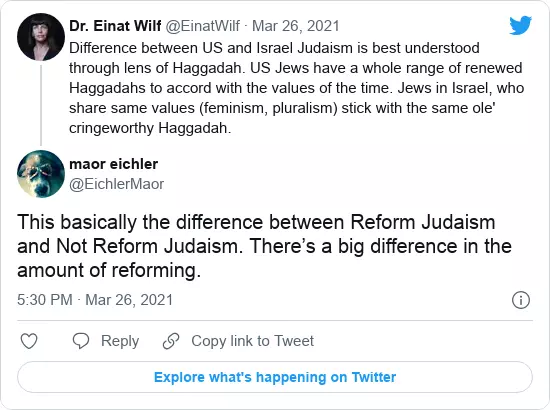 Dr. Einat Wilf @EinatWilf · Mar 26, 2021
Difference between US and Israel Judaism is best understood
through lens of Haggadah. US Jews have a whole range of renewed
Haggadahs to accord with the values of the time. Jews in Israel, who
share same values (feminism, pluralism) stick with the same ole'
cringeworthy Haggadah.
maor eichler
@EichlerMaor
This basically the difference between Reform Judaism
and Not Reform Judaism. There’s a big difference in the
amount of reforming.
5:30 PM · Mar 26, 2021
Reply
Copy link to Tweet
Explore what's happening on Twitter